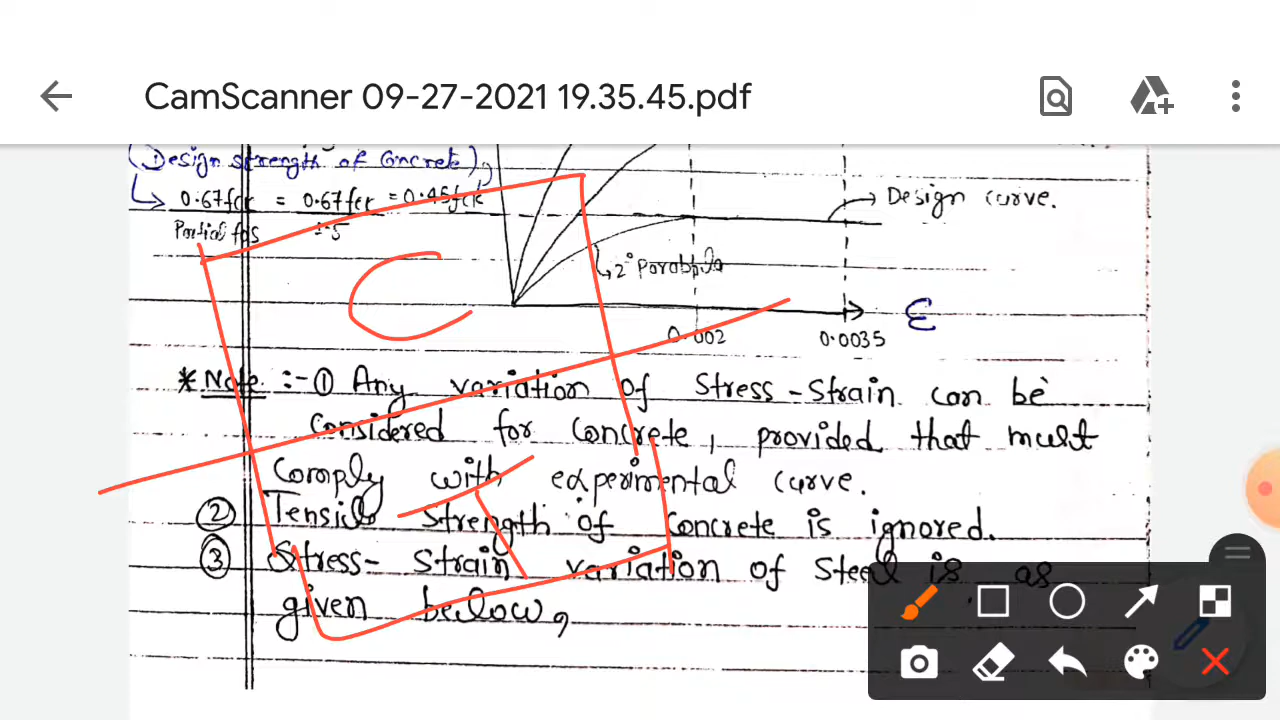 CamScanner 09-27-2021 19.35.45.pdf
(Design strength of Concrete),
0.67fck = 0.67fck = 0.45fck
Partial fos 1.5
Design curve.
2° Parabola
ε
0.002 0.0035
*Note :- ① Any variation of Stress-Strain can be
Considered for Concrete, provided that must
Comply with experimental curve.
② Tensile Strength of Concrete is ignored.
③ Stress-Strain variation of Steel is as
given below,
C
T